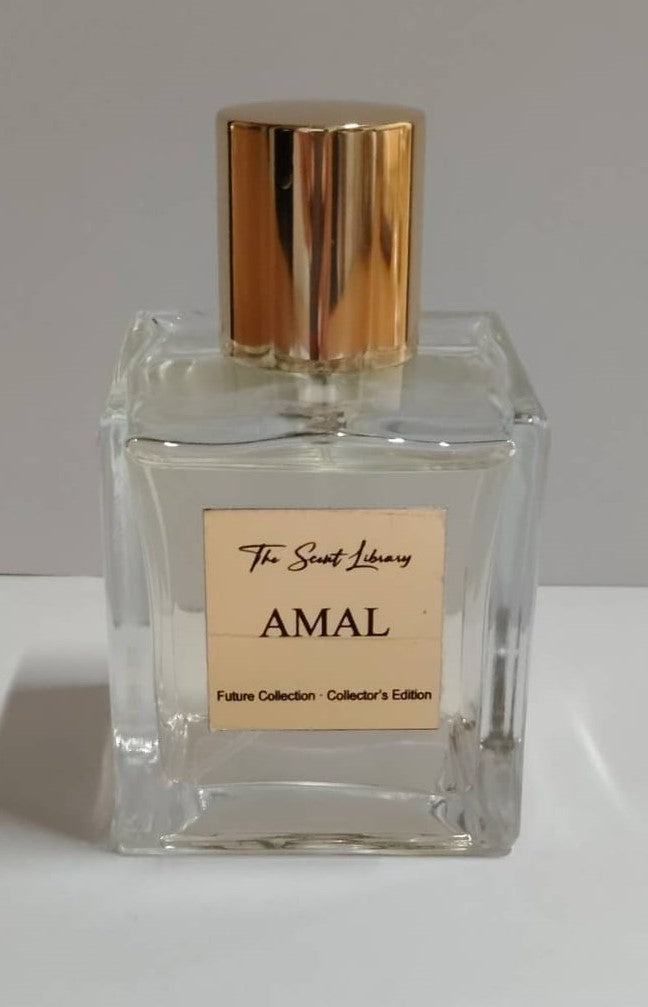 The Scent Library
AMAL
Future Collection · Collector's Edition